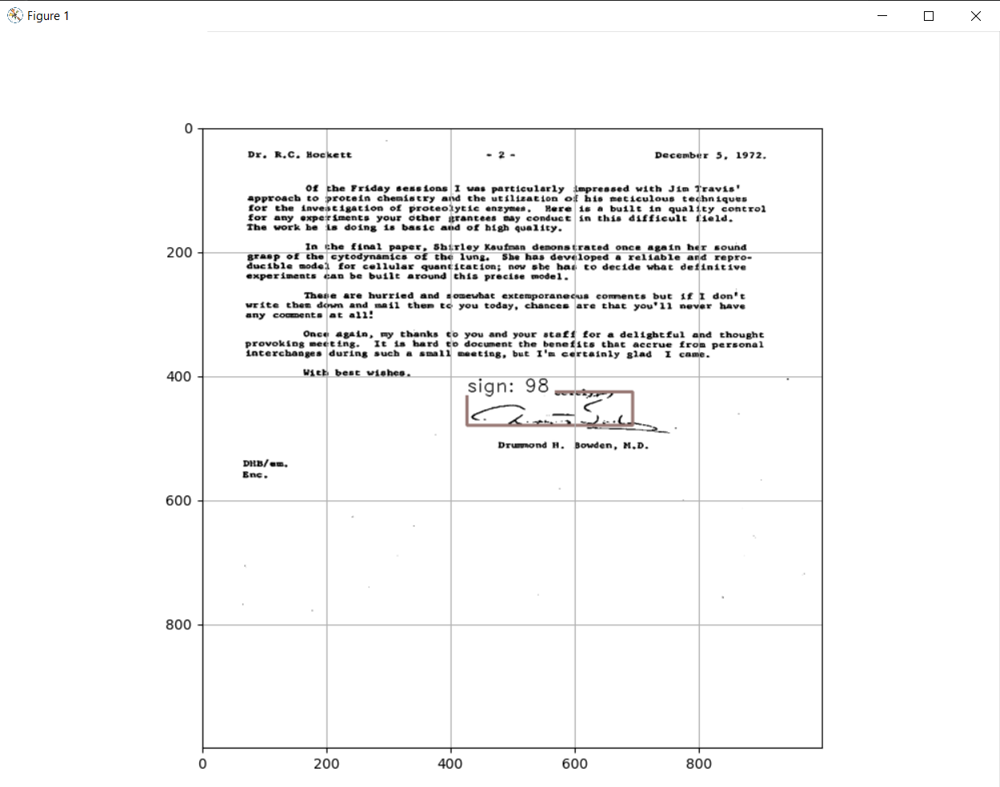 Figure 1
0
Dr. R.C. Hockett - 2 - December 5, 1972.
Of the Friday sessions I was particularly impressed with Jim Travis'
approach to protein chemistry and the utilization of his meticulous techniques
for the investigation of proteolytic enzymes. Here is a built in quality control
for any experiments your other grantees may conduct in this difficult field.
The work he is doing is basic and of high quality.
In the final paper, Shirley Kaufman demonstrated once again her sound
200
grasp of the cytodynamics of the lung. She has developed a reliable and repro-
ducible model for cellular quantitation; now she has to decide what definitive
experiments can be built around this precise model.
These are hurried and somewhat extemporaneous comments but if I don't
write them down and mail them to you today, chances are that you'll never have
any comments at all!
Once again, my thanks to you and your staff for a delightful and thought
provoking meeting. It is hard to document the benefits that accrue from personal
interchanges during such a small meeting, but I'm certainly glad I came.
With best wishes.
400
sign: 98
Drummond H. Bowden, M.D.
DHB/em.
Enc.
600
800
0 200 400 600 800